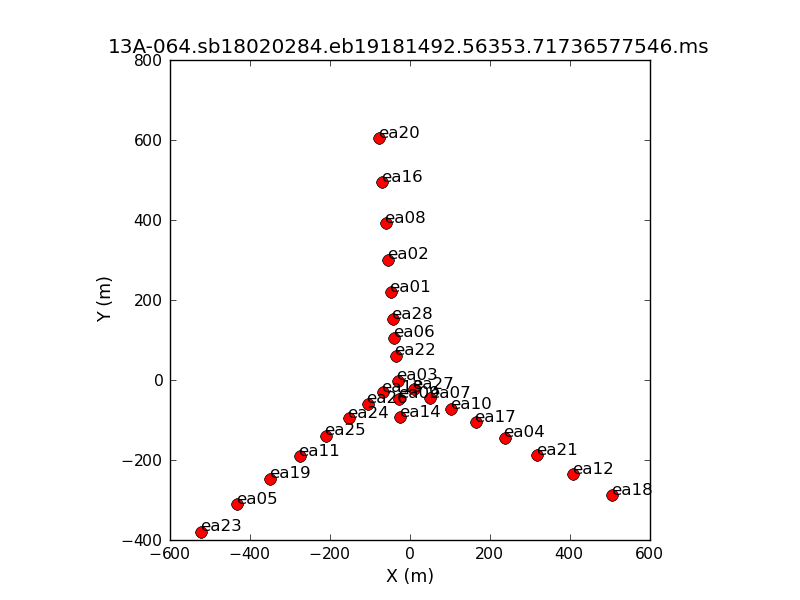 13A-064.sb18020284.eb19181492.56353.71736577546.ms
800
600
400
200
0
−200
−400
Y (m)
ea20
ea16
ea08
ea02
ea01
ea28
ea06
ea22
ea03
ea27
ea09
ea07
ea26
ea10
ea24
ea14
ea17
ea25
ea04
ea11
ea21
ea19
ea12
ea05
ea18
ea23
−600
−400
−200
0
200
400
600
X (m)